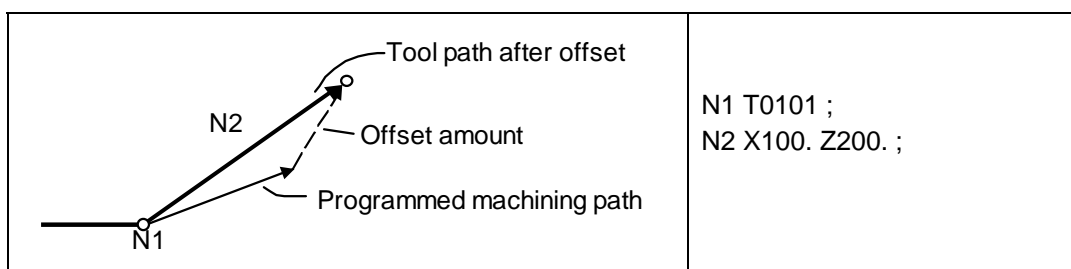 Tool path after offset
N2
Offset amount
Programmed machining path
N1
N1 T0101 ;
N2 X100. Z200. ;